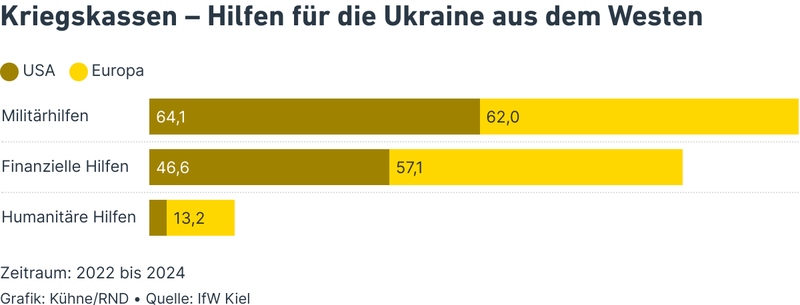 Kriegskassen – Hilfen für die Ukraine aus dem Westen
USA Europa
Militärhilfen 64,1 62,0
Finanzielle Hilfen 46,6 57,1
Humanitäre Hilfen 13,2
Zeitraum: 2022 bis 2024
Grafik: Kühne/RND • Quelle: IfW Kiel